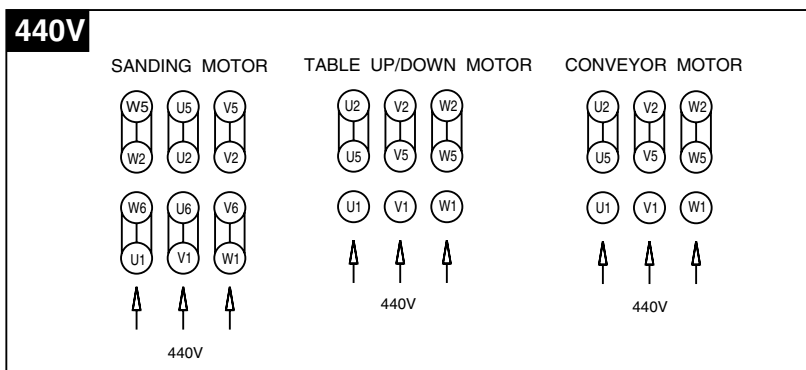 440V
SANDING MOTOR TABLE UP/DOWN MOTOR CONVEYOR MOTOR
W5 U5 V5 U2 V2 W2 U2 V2 W2
W2 U2 V2 U5 V5 W5 U5 V5 W5
W6 U6 V6 U1 V1 W1 U1 V1 W1
U1 V1 W1
440V 440V
440V